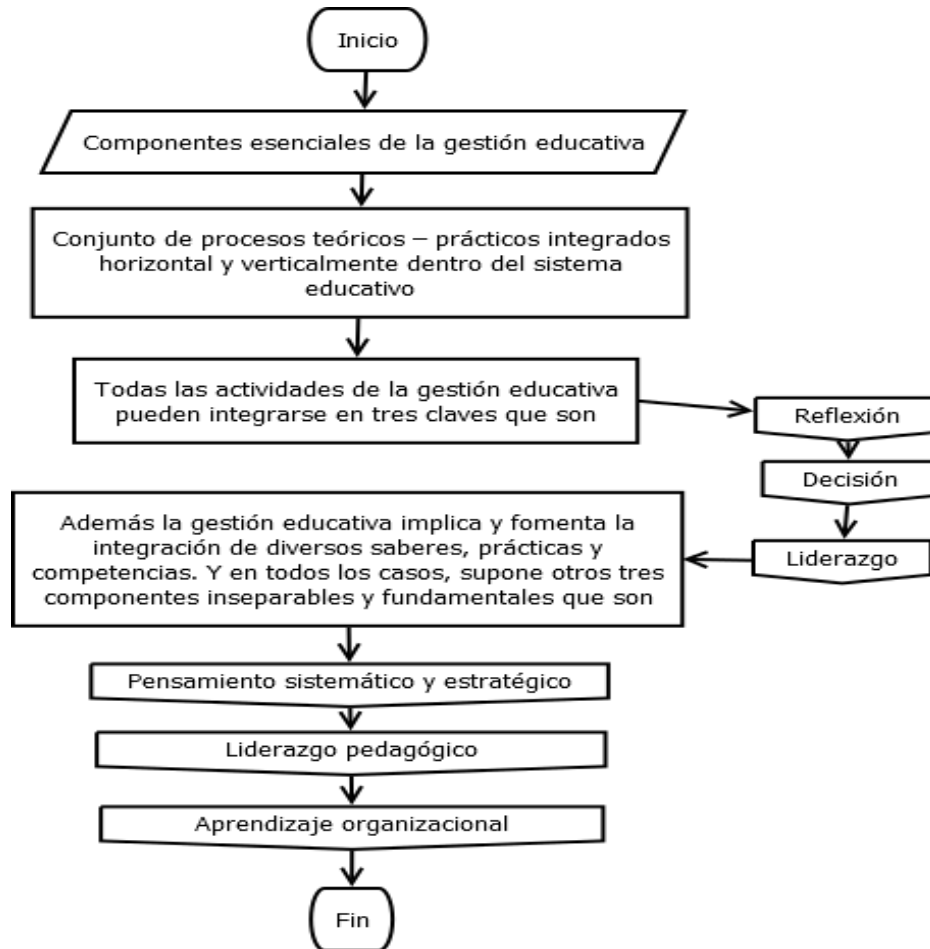 Inicio
Componentes esenciales de la gestión educativa
Conjunto de procesos teóricos – prácticos integrados
horizontal y verticalmente dentro del sistema
educativo
Todas las actividades de la gestión educativa
pueden integrarse en tres claves que son
Reflexión
Decisión
Liderazgo
Además la gestión educativa implica y fomenta la
integración de diversos saberes, prácticas y
competencias. Y en todos los casos, supone otros tres
componentes inseparables y fundamentales que son
Pensamiento sistemático y estratégico
Liderazgo pedagógico
Aprendizaje organizacional
Fin